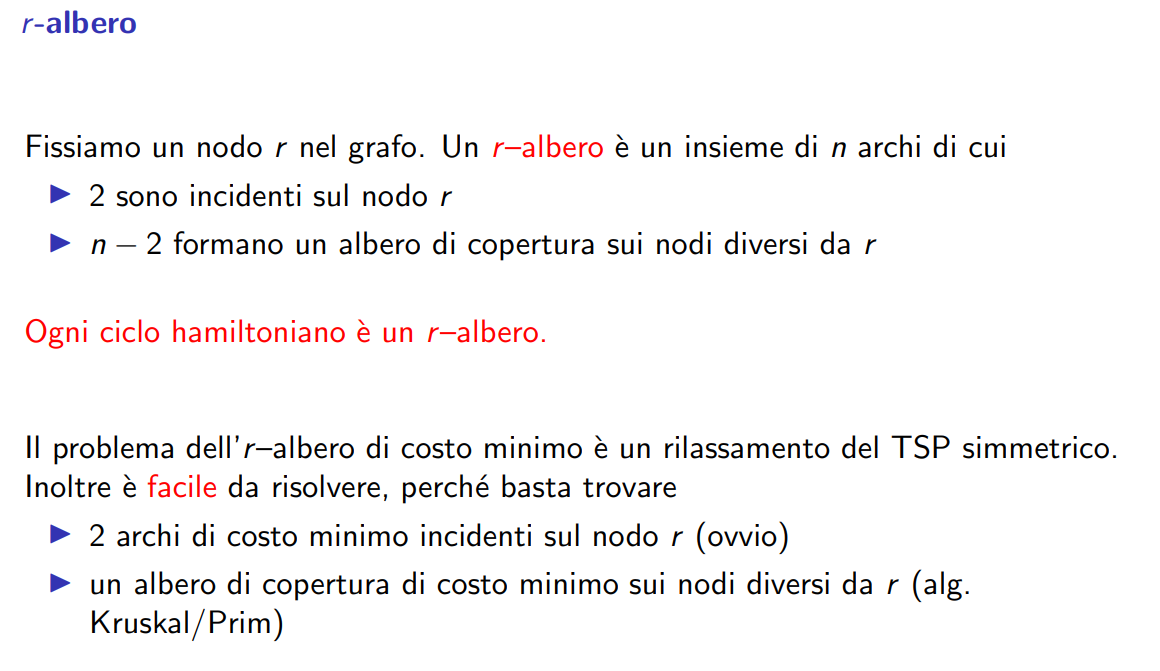 r-albero
Fissiamo un nodo r nel grafo. Un r–albero è un insieme di n archi di cui
▶ 2 sono incidenti sul nodo r
▶ n − 2 formano un albero di copertura sui nodi diversi da r
Ogni ciclo hamiltoniano è un r–albero.
Il problema dell'r–albero di costo minimo è un rilassamento del TSP simmetrico.
Inoltre è facile da risolvere, perché basta trovare
▶ 2 archi di costo minimo incidenti sul nodo r (ovvio)
▶ un albero di copertura di costo minimo sui nodi diversi da r (alg.
Kruskal/Prim)